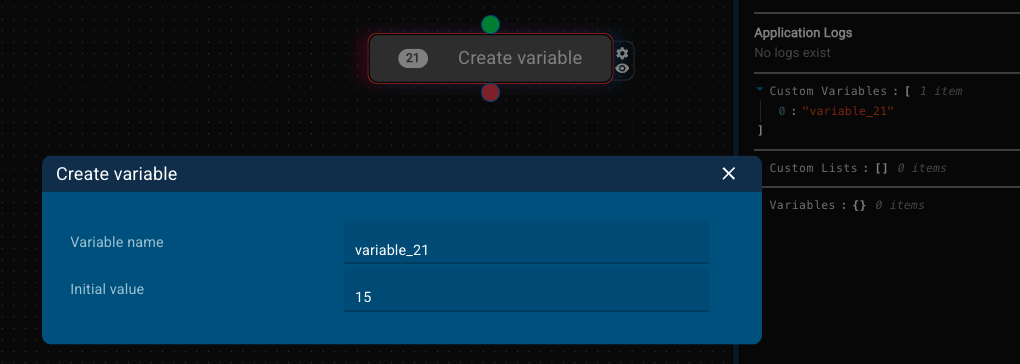 21 Create variable
Application Logs
No logs exist
Custom Variables : [ 1 item
0 : "variable_21"
]
Custom Lists : [] 0 items
Variables : {} 0 items
Create variable
Variable name variable_21
Initial value 15